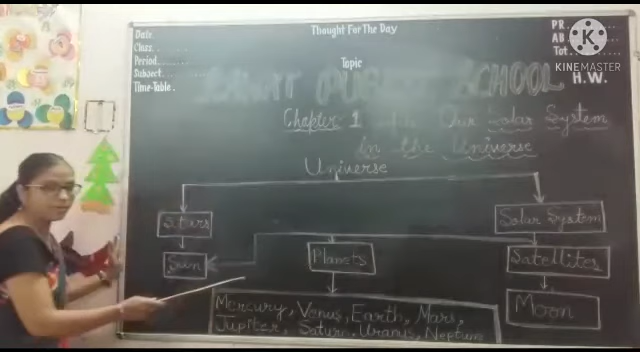 Date
Class. . . . . . . . .
Period. . . . . . . . .
Subject. . . . . . . . .
Time-Table.
Thought For The Day
Topic
PR. . . . . . . . .
AB. . . . . . . . .
Tot. . . . . . . . .
H.W.
KINEMASTER
PUBLIC SCHOOL
Chapter 1 Our Solar System
in the Universe
Universe
Stars
Solar System
Sun
Planets
Satellites
Mercury, Venus, Earth, Mars,
Jupiter, Saturn, Uranus, Neptune
Moon